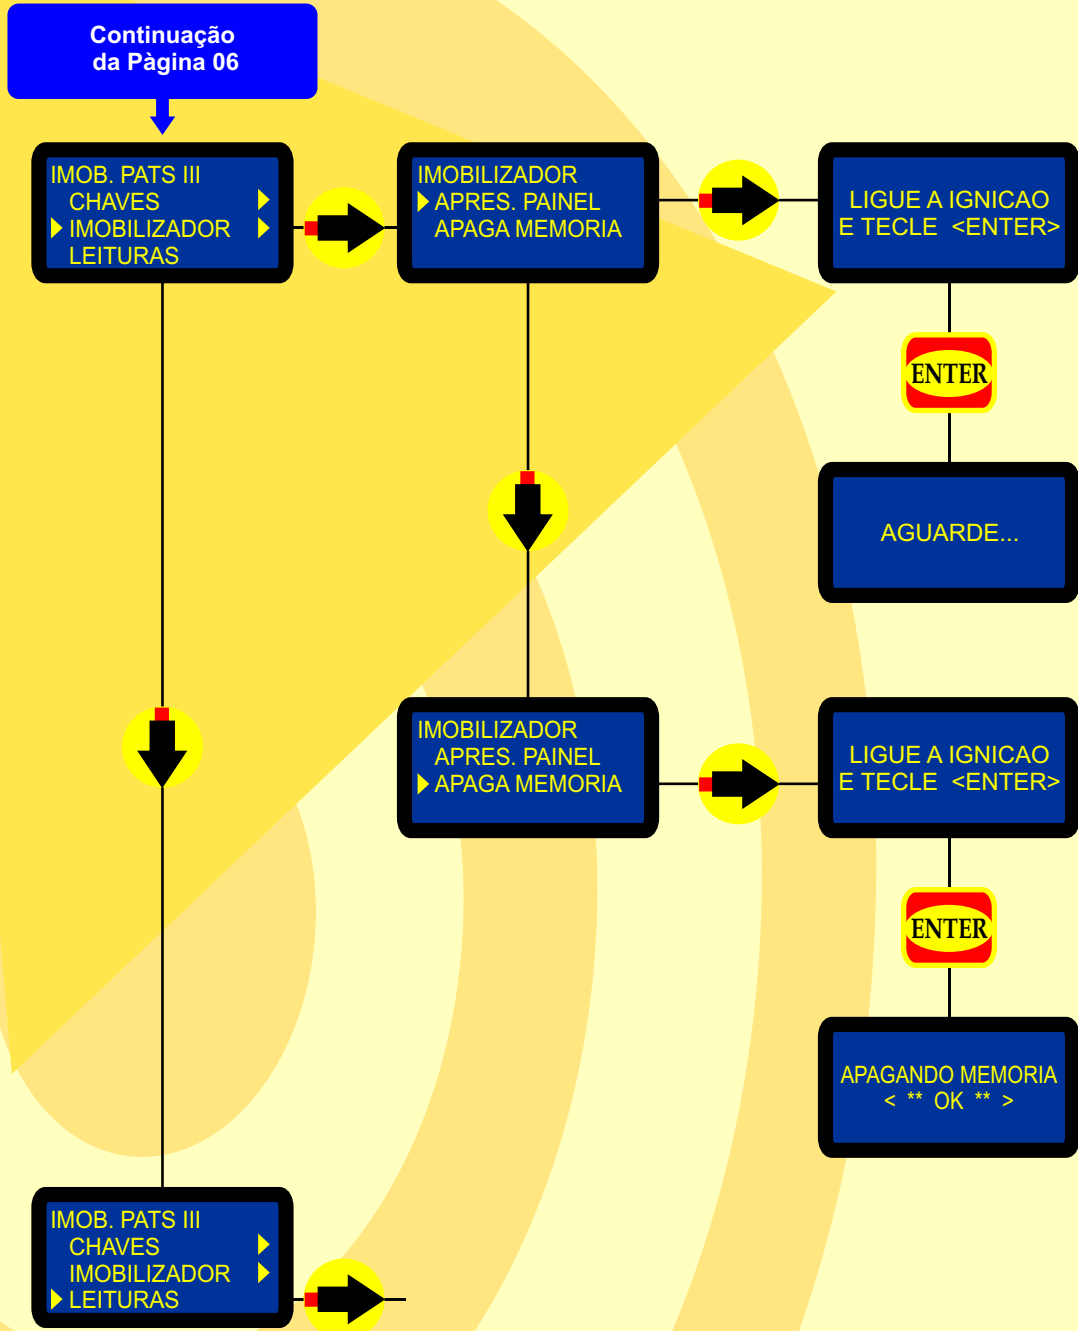 Continuação
da Pàgina 06
IMOB. PATS III
CHAVES
IMOBILIZADOR
LEITURAS
IMOBILIZADOR
APRES. PAINEL
APAGA MEMORIA
LIGUE A IGNICAO
E TECLE <ENTER>
ENTER
AGUARDE...
IMOBILIZADOR
APRES. PAINEL
APAGA MEMORIA
LIGUE A IGNICAO
E TECLE <ENTER>
ENTER
APAGANDO MEMORIA
< ** OK ** >
IMOB. PATS III
CHAVES
IMOBILIZADOR
LEITURAS